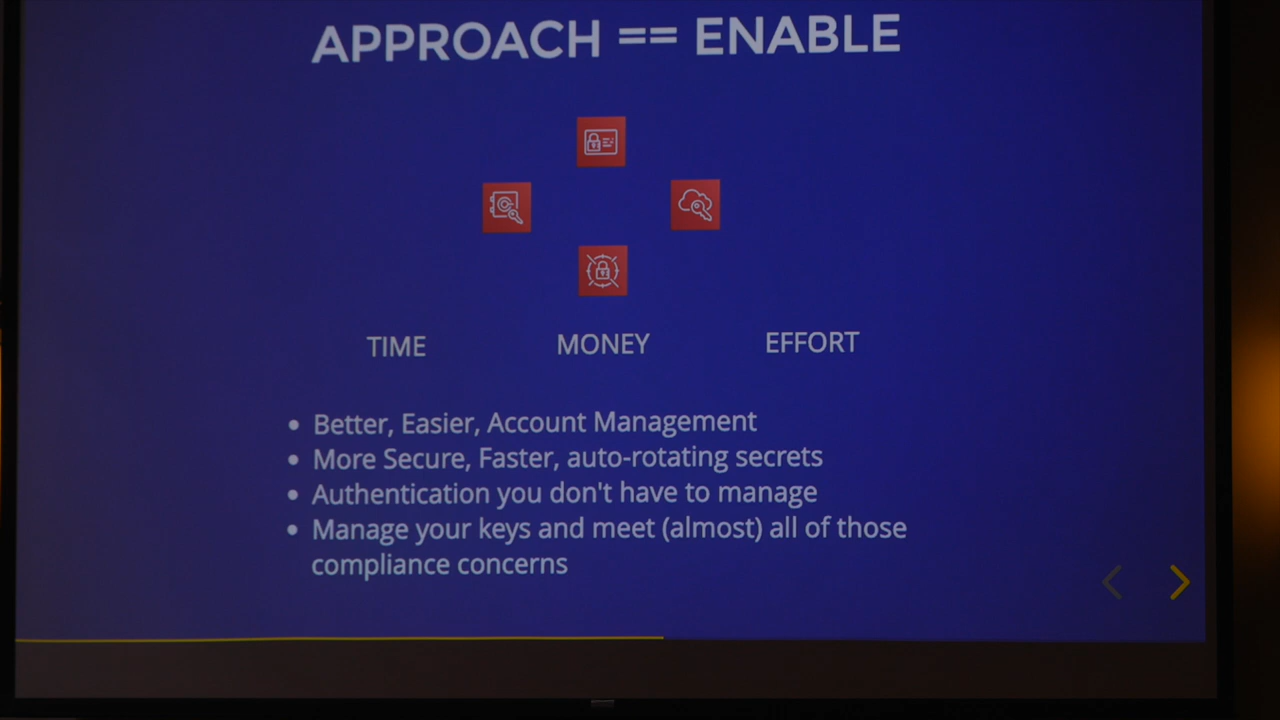 APPROACH == ENABLE
TIME MONEY EFFORT
• Better, Easier, Account Management
• More Secure, Faster, auto-rotating secrets
• Authentication you don't have to manage
• Manage your keys and meet (almost) all of those
compliance concerns